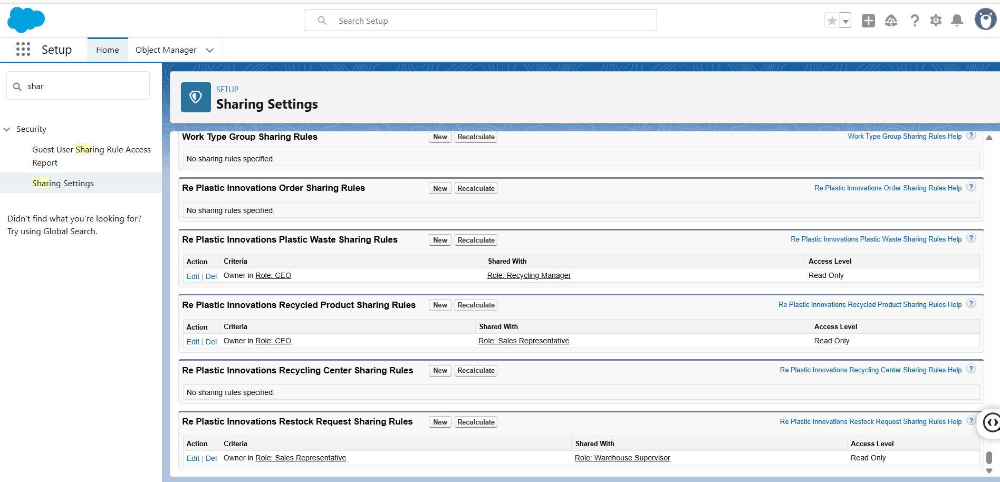 Search Setup
Setup
Home
Object Manager
shar
Security
Guest User Sharing Rule Access
Report
Sharing Settings
Didn't find what you're looking for?
Try using Global Search.
SETUP
Sharing Settings
Work Type Group Sharing Rules New Recalculate Work Type Group Sharing Rules Help ?
No sharing rules specified.
Re Plastic Innovations Order Sharing Rules New Recalculate Re Plastic Innovations Order Sharing Rules Help ?
No sharing rules specified.
Re Plastic Innovations Plastic Waste Sharing Rules New Recalculate Re Plastic Innovations Plastic Waste Sharing Rules Help ?
Action Criteria Shared With Access Level
Edit | Del Owner in Role: CEO Role: Recycling Manager Read Only
Re Plastic Innovations Recycled Product Sharing Rules New Recalculate Re Plastic Innovations Recycled Product Sharing Rules Help ?
Action Criteria Shared With Access Level
Edit | Del Owner in Role: CEO Role: Sales Representative Read Only
Re Plastic Innovations Recycling Center Sharing Rules New Recalculate Re Plastic Innovations Recycling Center Sharing Rules Help ?
No sharing rules specified.
Re Plastic Innovations Restock Request Sharing Rules New Recalculate Re Plastic Innovations Restock Request Sharing Rules Help ?
Action Criteria Shared With Access Level
Edit | Del Owner in Role: Sales Representative Role: Warehouse Supervisor Read Only